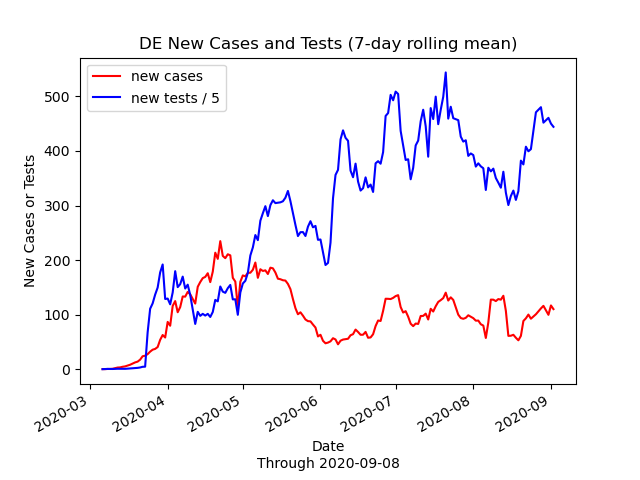 DE New Cases and Tests (7-day rolling mean)
new cases
new tests / 5
New Cases or Tests
500
400
300
200
100
0
2020-03
2020-04
2020-05
2020-06
2020-07
2020-08
2020-09
Date
Through 2020-09-08